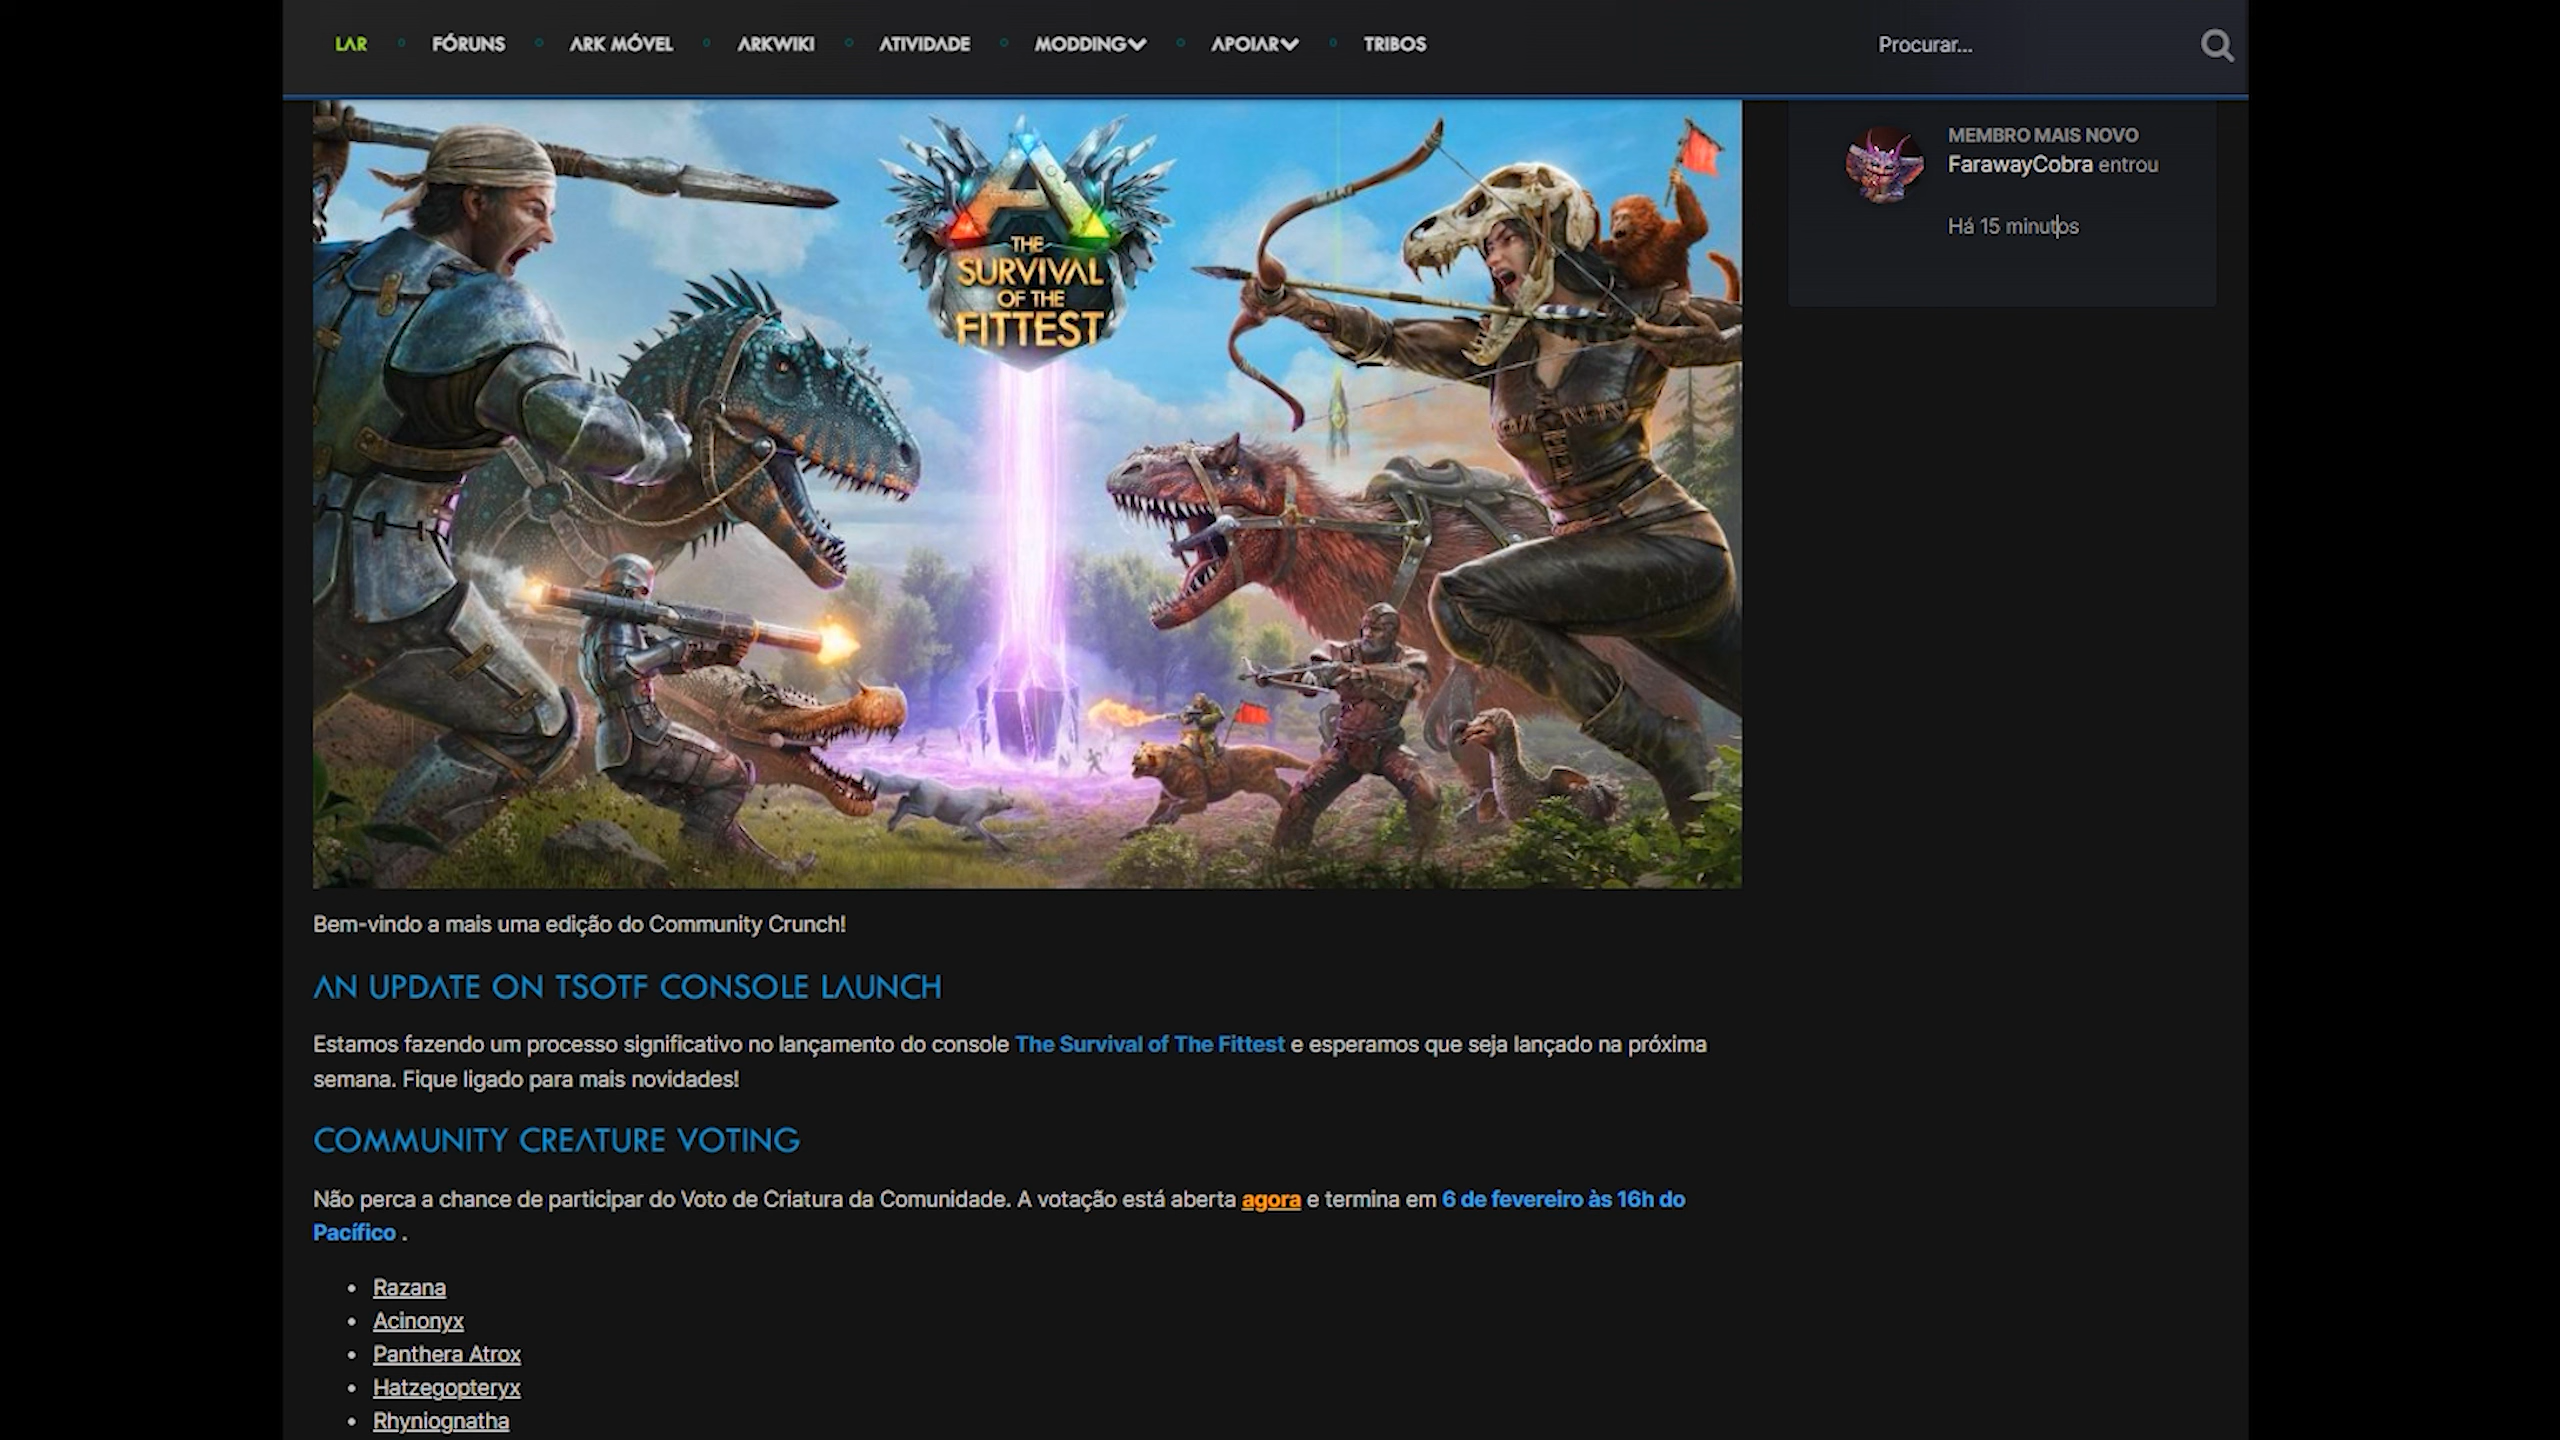 LAR
FÓRUNS
ARK MÓVEL
ARKWIKI
ATIVIDADE
MODDING
APOIAR
TRIBOS
Procurar...
THE
SURVIVAL
OF THE
FITTEST
MEMBRO MAIS NOVO
FarawayCobra entrou
Há 15 minutos
Bem-vindo a mais uma edição do Community Crunch!
AN UPDATE ON TSOTF CONSOLE LAUNCH
Estamos fazendo um processo significativo no lançamento do console The Survival of The Fittest e esperamos que seja lançado na próxima
semana. Fique ligado para mais novidades!
COMMUNITY CREATURE VOTING
Não perca a chance de participar do Voto de Criatura da Comunidade. A votação está aberta agora e termina em 6 de fevereiro às 16h do
Pacífico .
• Razana
• Acinonyx
• Panthera Atrox
• Hatzegopteryx
• Rhyniognatha